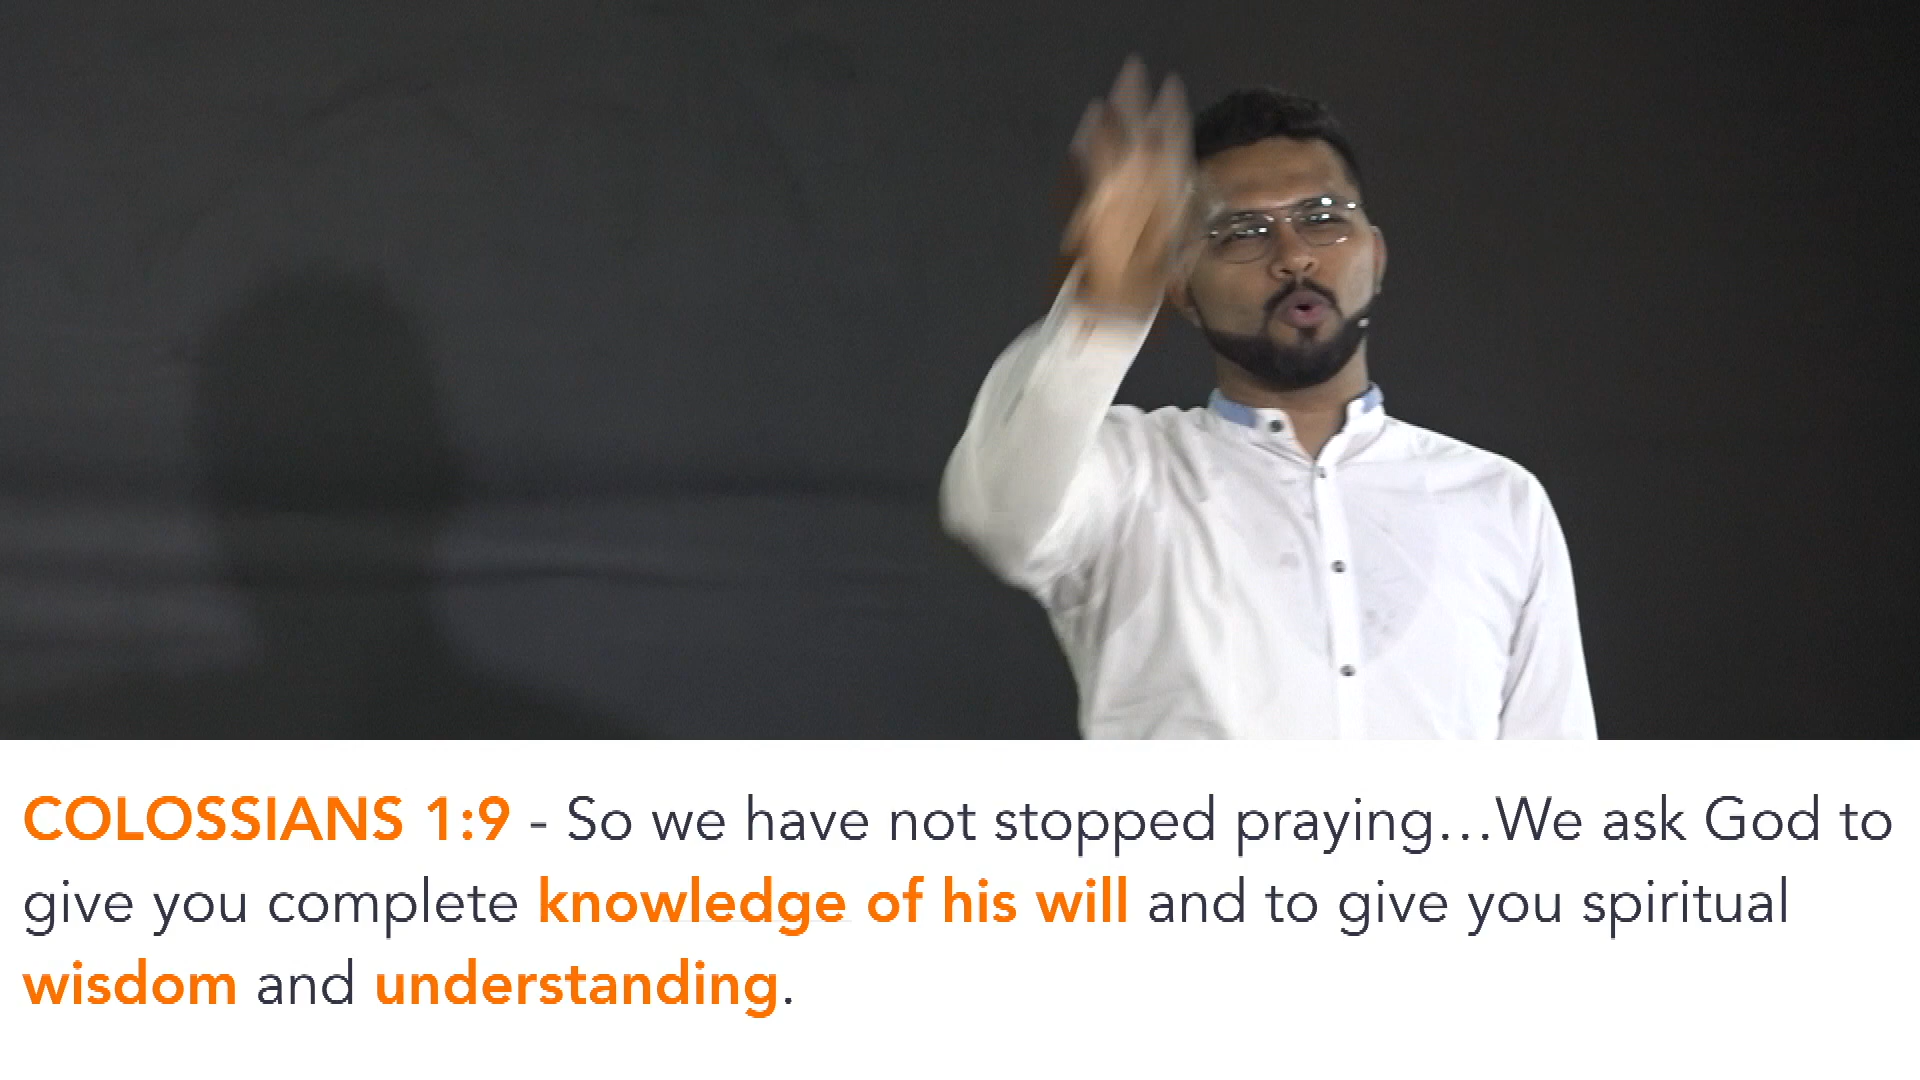 COLOSSIANS 1:9 - So we have not stopped praying...We ask God to
give you complete knowledge of his will and to give you spiritual
wisdom and understanding.